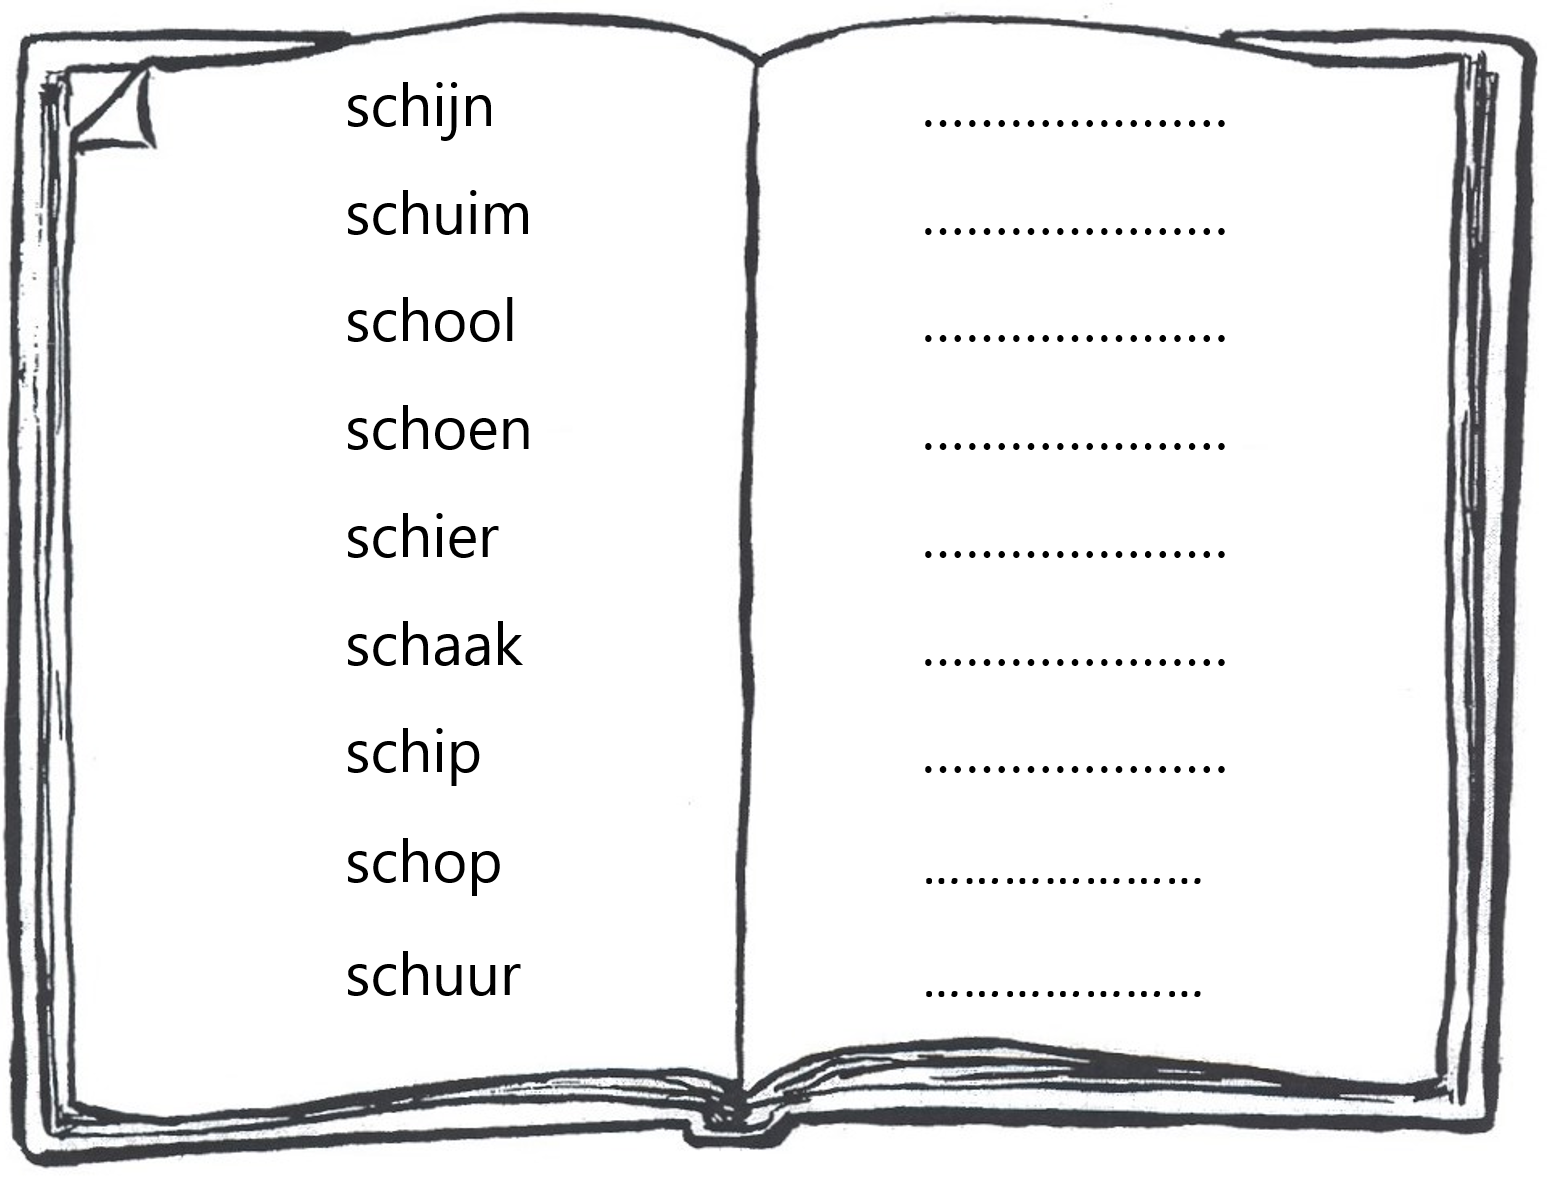 schijn .....................
schuim .....................
school .....................
schoen .....................
schier .....................
schaak .....................
schip .....................
schop …………………
schuur …………………